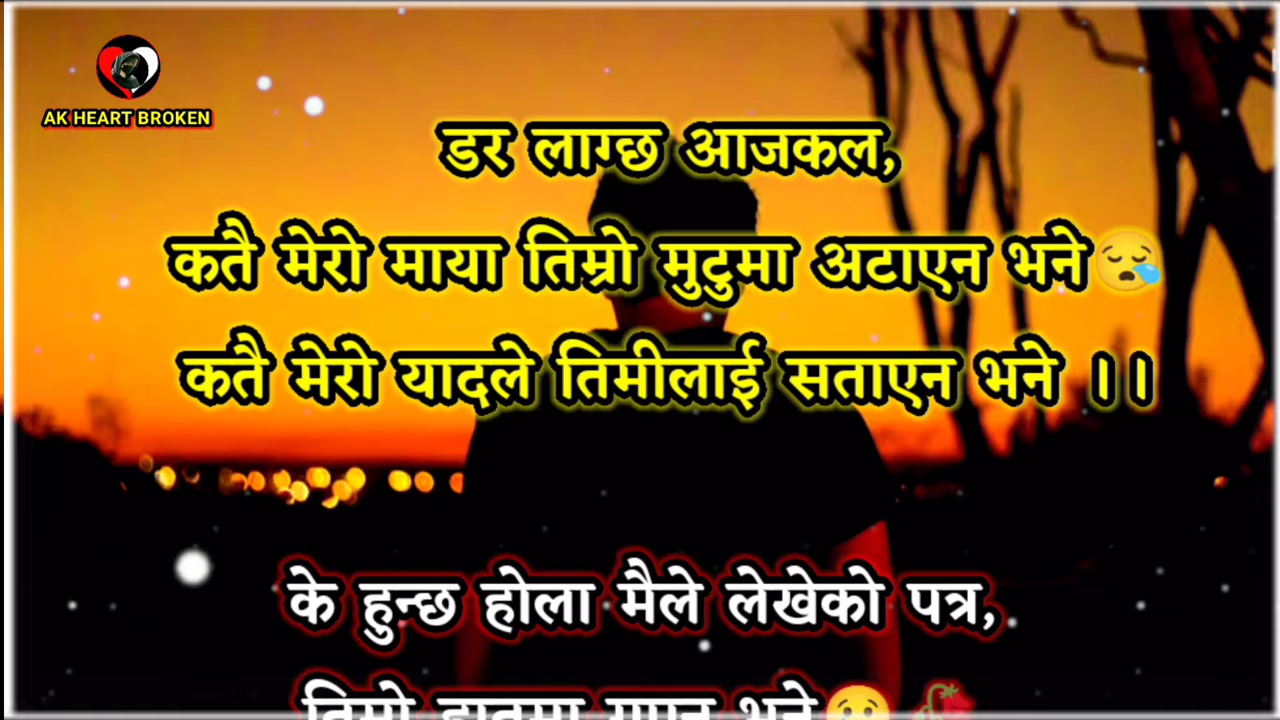 AK HEART BROKEN
डर लाग्छ आजकल,
कतै मेरो माया तिम्रो मुटुमा अटाएन भने😪
कतै मेरो यादले तिमीलाई सताएन भने ।।
के हुन्छ होला मैले लेखेको पत्र,